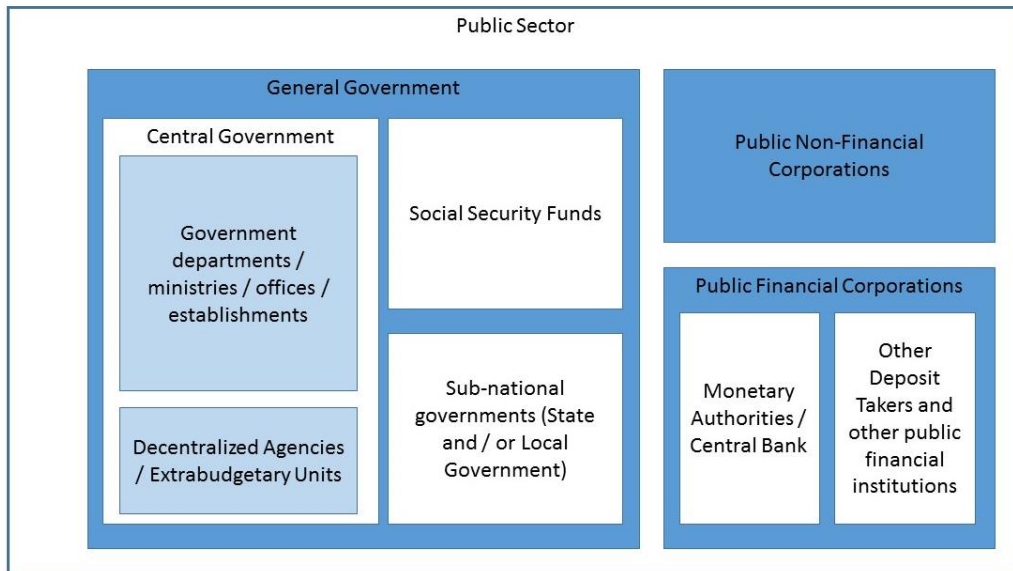 Public Sector
General Government
Central Government
Government
departments /
ministries / offices /
establishments
Decentralized Agencies
/ Extrabudgetary Units
Social Security Funds
Sub-national
governments (State
and / or Local
Government)
Public Non-Financial
Corporations
Public Financial Corporations
Monetary
Authorities /
Central Bank
Other
Deposit
Takers and
other public
financial
institutions